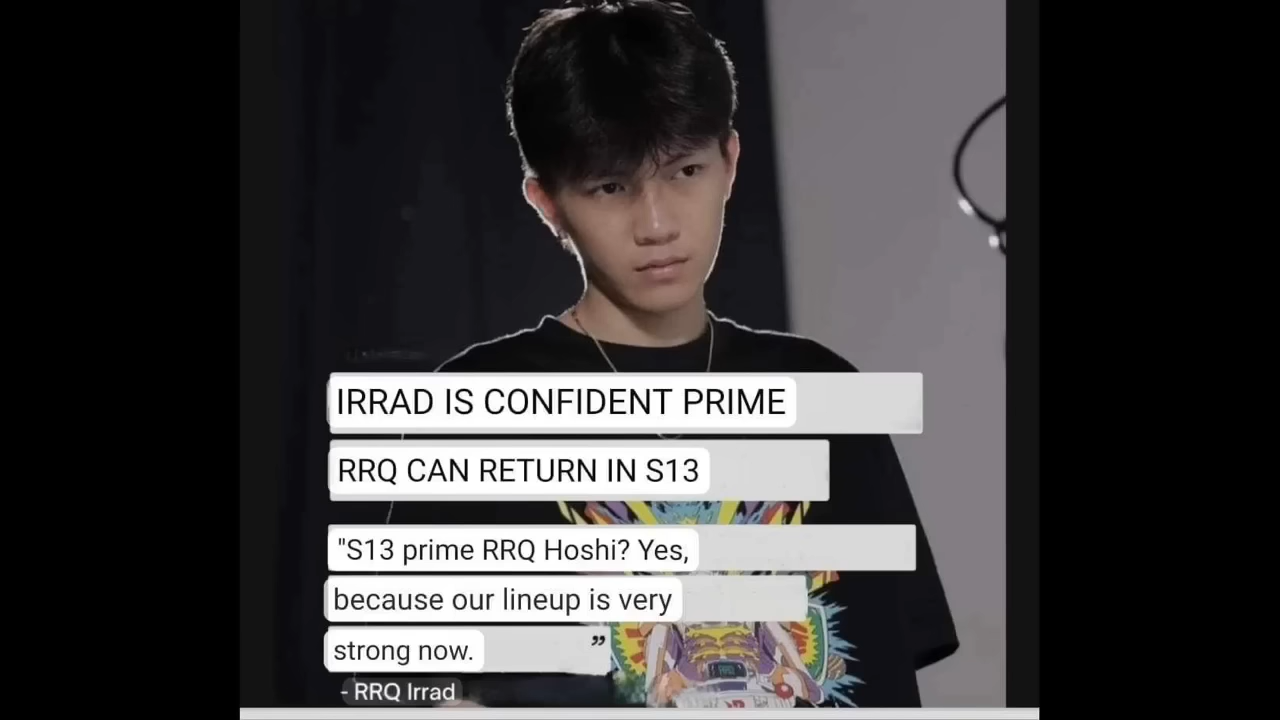 IRRAD IS CONFIDENT PRIME
RRQ CAN RETURN IN S13
"S13 prime RRQ Hoshi? Yes,
because our lineup is very
strong now. ”
- RRQ Irrad